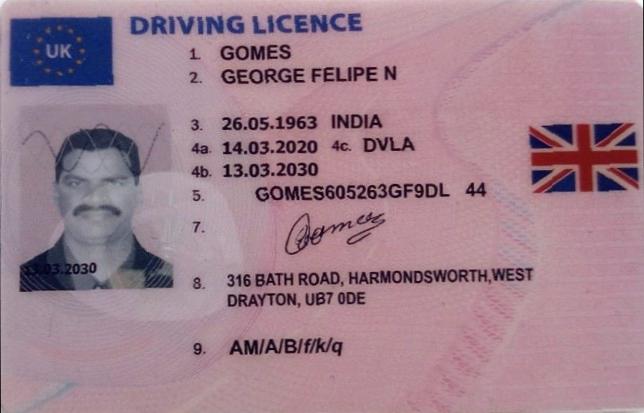 DRIVING LICENCE
UK
1. GOMES
2. GEORGE FELIPE N
3. 26.05.1963 INDIA
4a. 14.03.2020 4c. DVLA
4b. 13.03.2030
5. GOMES605263GF9DL 44
7. Gomes
13.03.2030
8. 316 BATH ROAD, HARMONDSWORTH,WEST
DRAYTON, UB7 0DE
9. AM/A/B/f/k/q